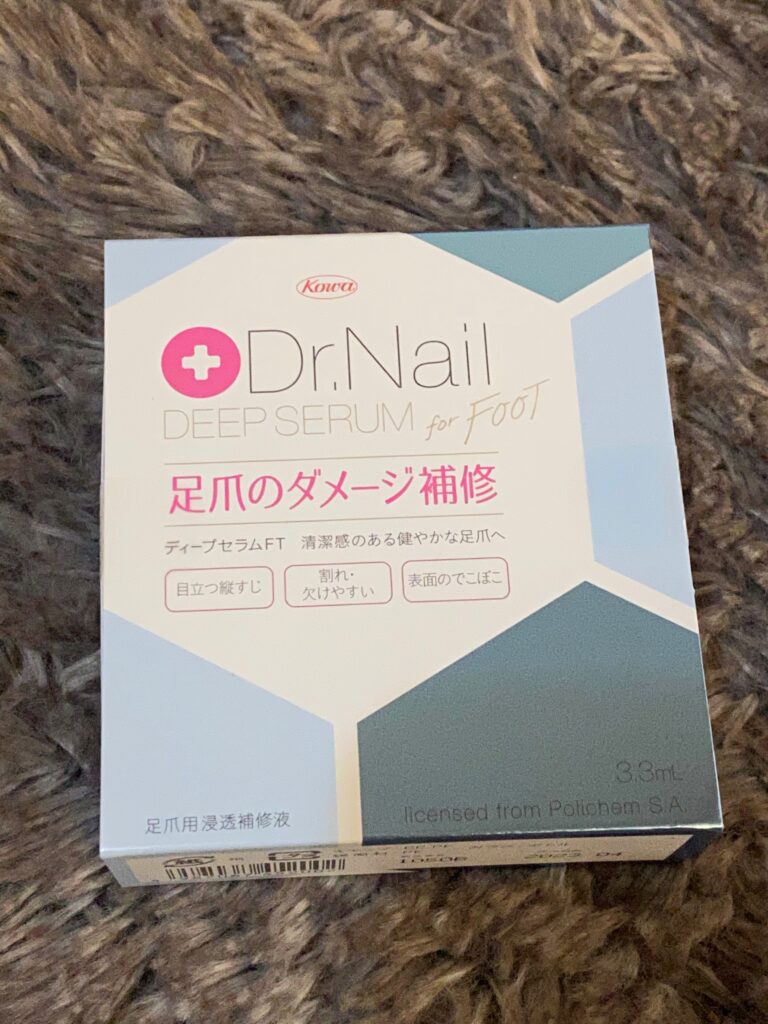 Kowa
Dr.Nail
DEEP SERUM for FOOT
足爪のダメージ補修
ディープセラムFT 清潔感のある健やかな足爪へ
目立つ縦すじ
割れ・
欠けやすい
表面のでこぼこ
3.3mL
足爪用浸透補修液
licensed from Polichem S.A.